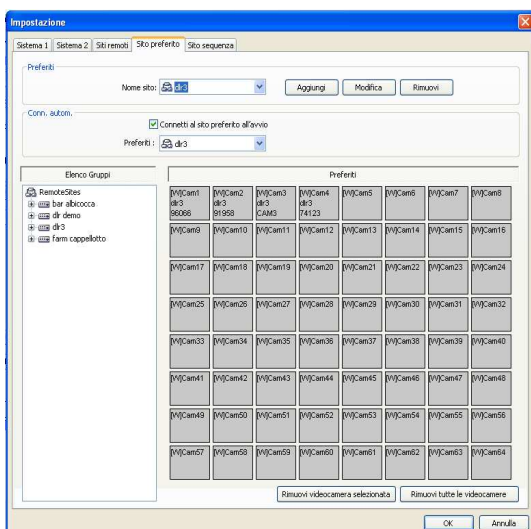 Impostazione
Sistema 1 Sistema 2 Siti remoti Sito preferito Sito sequenza
Preferiti
Nome sito: dlr3 Aggiungi Modifica Rimuovi
Conn. autom.
Connetti al sito preferito all'avvio
Preferiti : dlr3
Elenco Gruppi Preferiti
RemoteSites
bar albicocca
dlr demo
dlr3
farm cappellotto
[W]Cam1 [W]Cam2 [W]Cam3 [W]Cam4 [W]Cam5 [W]Cam6 [W]Cam7 [W]Cam8
dlr3 dlr3 dlr3 dlr3
96066 91958 CAM3 74123
[W]Cam9 [W]Cam10 [W]Cam11 [W]Cam12 [W]Cam13 [W]Cam14 [W]Cam15 [W]Cam16
[W]Cam17 [W]Cam18 [W]Cam19 [W]Cam20 [W]Cam21 [W]Cam22 [W]Cam23 [W]Cam24
[W]Cam25 [W]Cam26 [W]Cam27 [W]Cam28 [W]Cam29 [W]Cam30 [W]Cam31 [W]Cam32
[W]Cam33 [W]Cam34 [W]Cam35 [W]Cam36 [W]Cam37 [W]Cam38 [W]Cam39 [W]Cam40
[W]Cam41 [W]Cam42 [W]Cam43 [W]Cam44 [W]Cam45 [W]Cam46 [W]Cam47 [W]Cam48
[W]Cam49 [W]Cam50 [W]Cam51 [W]Cam52 [W]Cam53 [W]Cam54 [W]Cam55 [W]Cam56
[W]Cam57 [W]Cam58 [W]Cam59 [W]Cam60 [W]Cam61 [W]Cam62 [W]Cam63 [W]Cam64
Rimuovi videocamera selezionata Rimuovi tutte le videocamere
OK Annulla